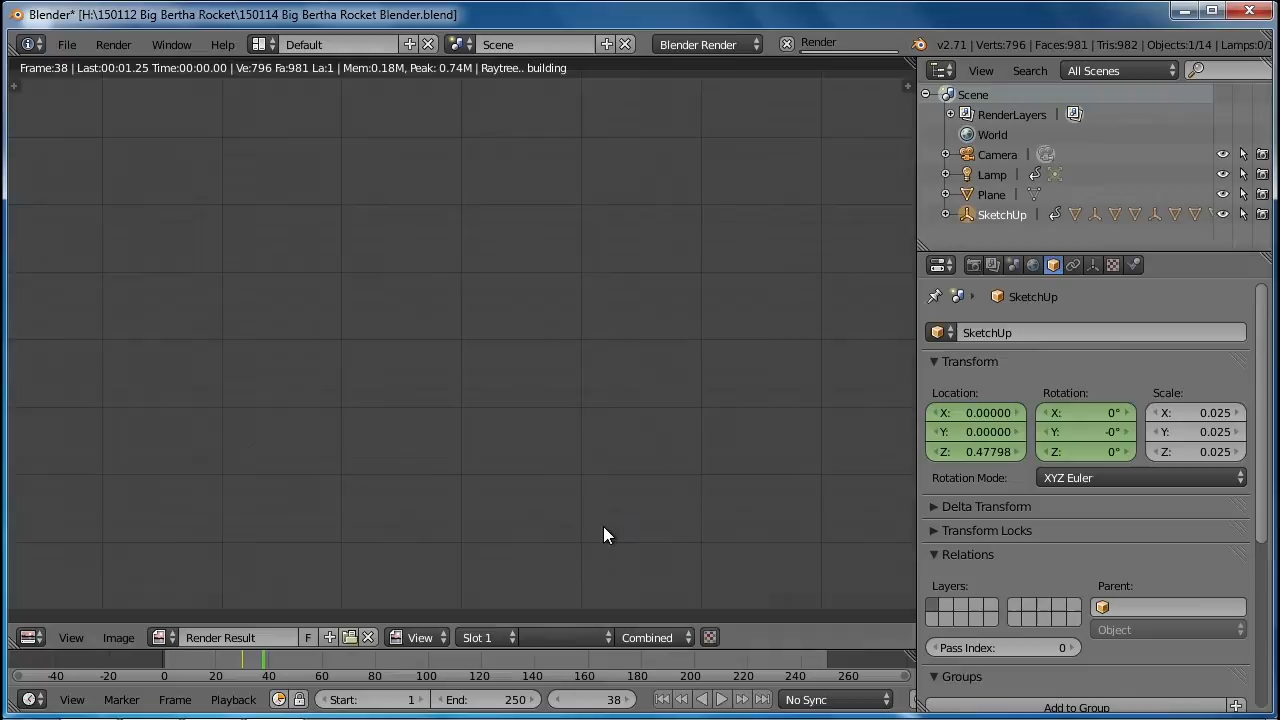 Blender* [H:\150112 Big Bertha Rocket\150114 Big Bertha Rocket Blender.blend]
File Render Window Help Default Scene Blender Render Render v2.71 | Verts:796 | Faces:981 | Tris:982 | Objects:1/14 | Lamps:0/1
Frame:38 | Last:00:01.25 Time:00:00.00 | Ve:796 Fa:981 La:1 | Mem:0.18M, Peak: 0.74M | Raytree.. building
View Search All Scenes
Scene
RenderLayers |
World
Camera |
Lamp |
Plane |
SketchUp |
SketchUp
SketchUp
Transform
Location: Rotation: Scale:
X: 0.00000 X: 0° X: 0.025
Y: 0.00000 Y: -0° Y: 0.025
Z: 0.47798 Z: 0° Z: 0.025
Rotation Mode: XYZ Euler
Delta Transform
Transform Locks
Relations
Layers: Parent:
Object
Pass Index: 0
Groups
Add to Group
View Image Render Result F View Slot 1 Combined
-40 -20 0 20 40 60 80 100 120 140 160 180 200 220 240 260
View Marker Frame Playback Start: 1 End: 250 38 No Sync